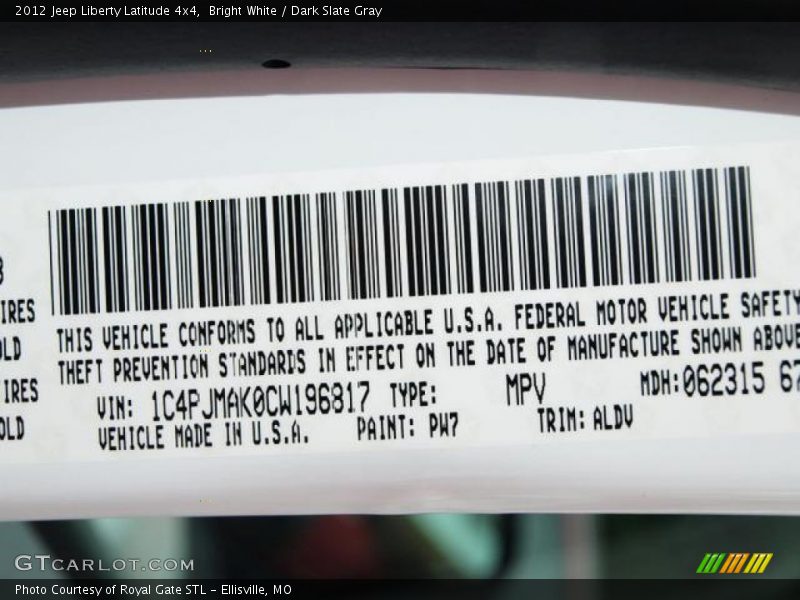 2012 Jeep Liberty Latitude 4x4,  Bright White / Dark Slate Gray
IRES
OLD
IRES
OLD
THIS VEHICLE CONFORMS TO ALL APPLICABLE U.S.A. FEDERAL MOTOR VEHICLE SAFETY
THEFT PREVENTION STANDARDS IN EFFECT ON THE DATE OF MANUFACTURE SHOWN ABOVE
VIN: 1C4PJMAK0CW196817 TYPE: MPV MDH:062315 67
VEHICLE MADE IN U.S.A. PAINT: PW7 TRIM: ALDV
GTCARLOT.COM
Photo Courtesy of Royal Gate STL - Ellisville, MO